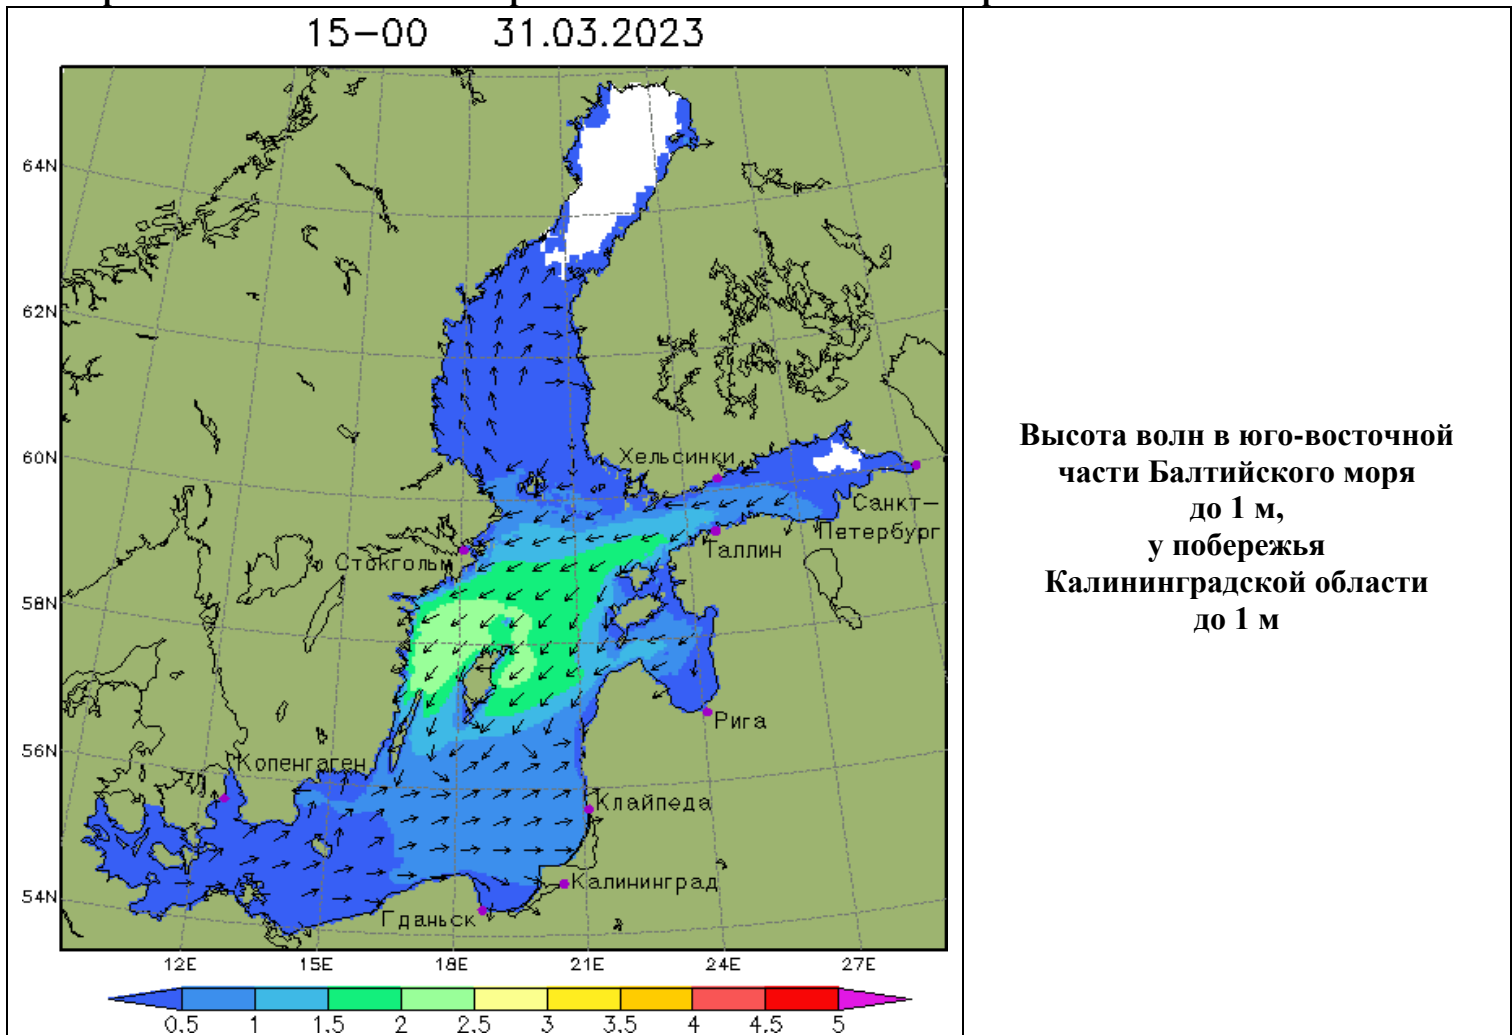 15-00 31.03.2023
64N
62N
60N
58N
56N
54N
Хельсинки
Санкт-
Петербург
Таллин
Стокгольм
Рига
Копенгаген
Клайпеда
Калининград
Гданьск
12E 15E 18E 21E 24E 27E
0,5 1 1,5 2 2,5 3 3,5 4 4,5 5
Высота волн в юго-восточной
части Балтийского моря
до 1 м,
у побережья
Калининградской области
до 1 м